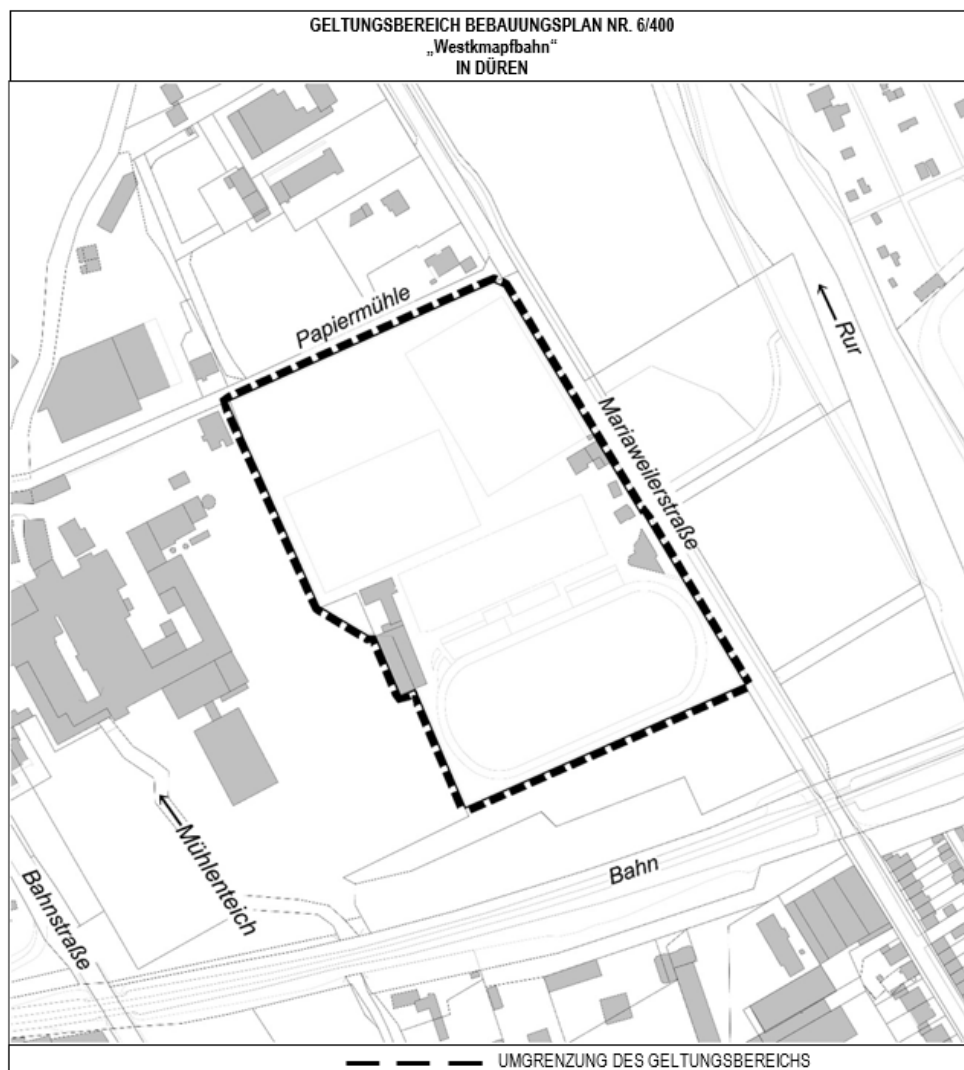 GELTUNGSBEREICH BEBAUUNGSPLAN NR. 6/400
„Westkmapfbahn“
IN DÜREN
Papiermühle
Rur
Mariaweilerstraße
Mühlenteich
Bahn
Bahnstraße
UMGRENZUNG DES GELTUNGSBEREICHS